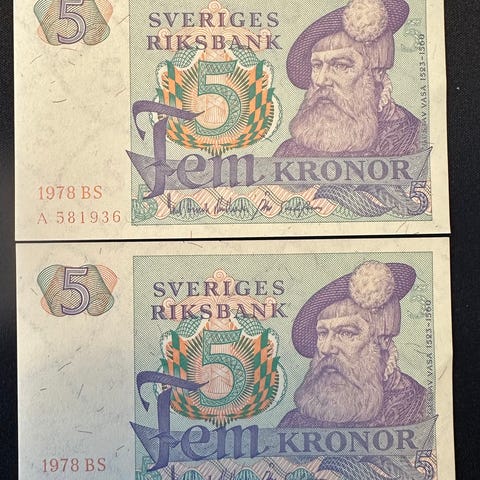 5
SVERIGES
RIKSBANK
5
Fem KRONOR
5
GUSTAV VASA 1523-1560
1978 BS
A 581936
5
SVERIGES
RIKSBANK
5
Fem KRONOR
5
GUSTAV VASA 1523-1560
1978 BS